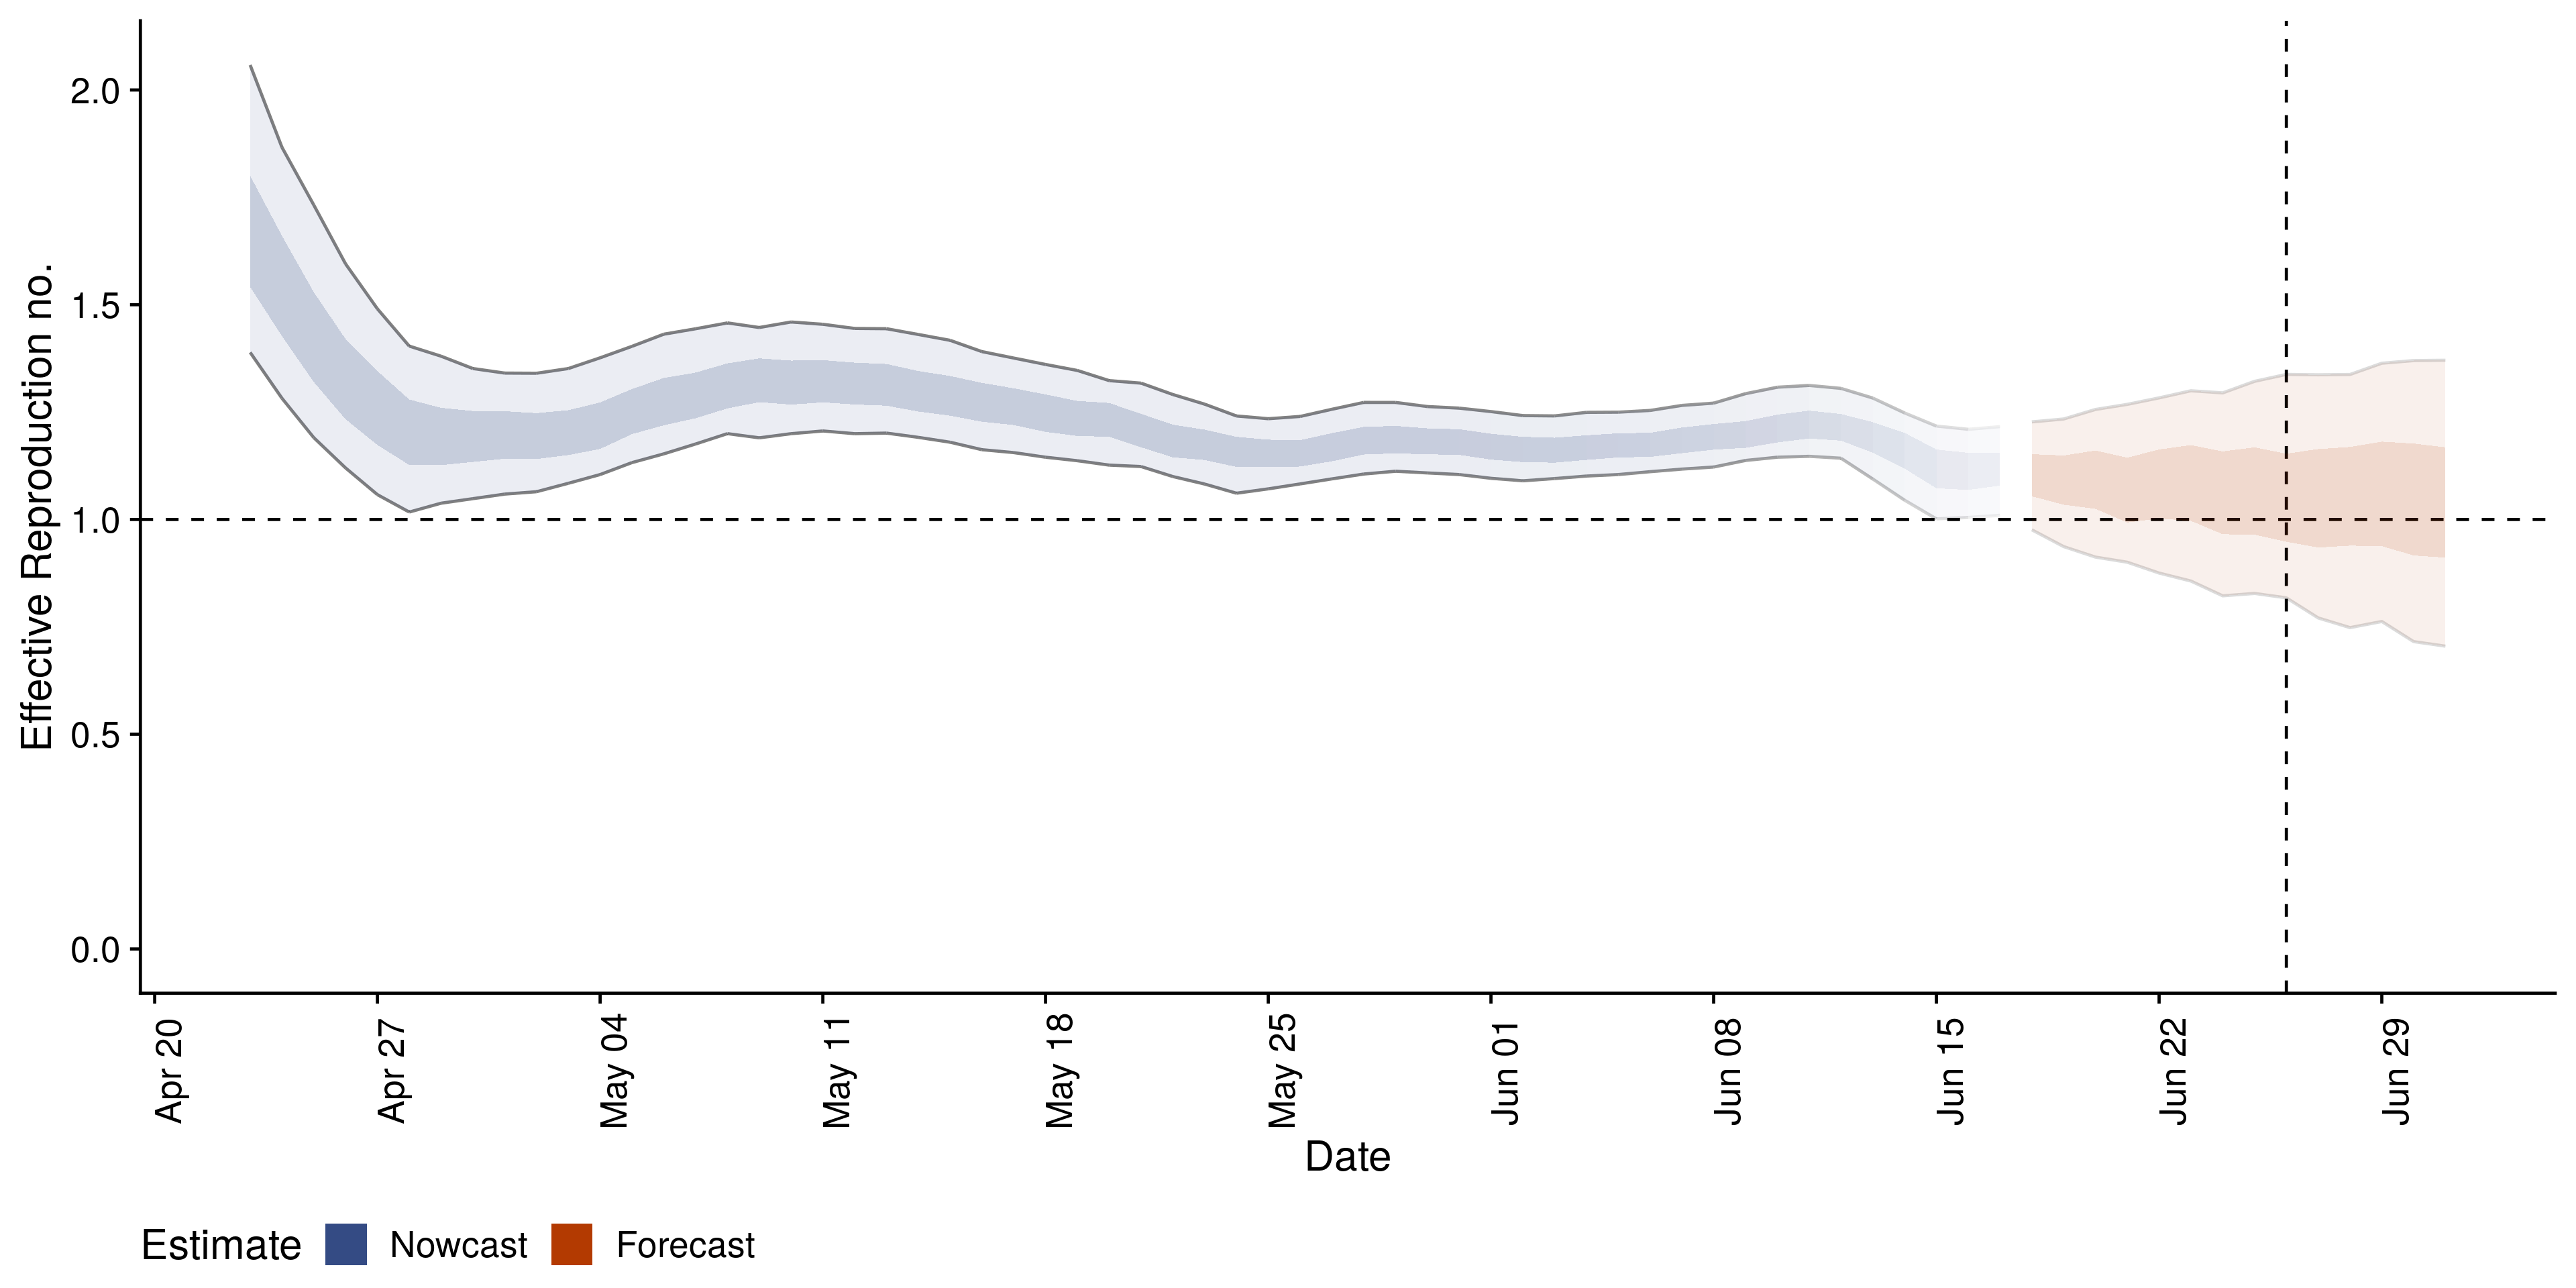 Effective Reproduction no.
2.0
1.5
1.0
0.5
0.0
Apr 20
Apr 27
May 04
May 11
May 18
May 25
Jun 01
Jun 08
Jun 15
Jun 22
Jun 29
Date
Estimate Nowcast Forecast